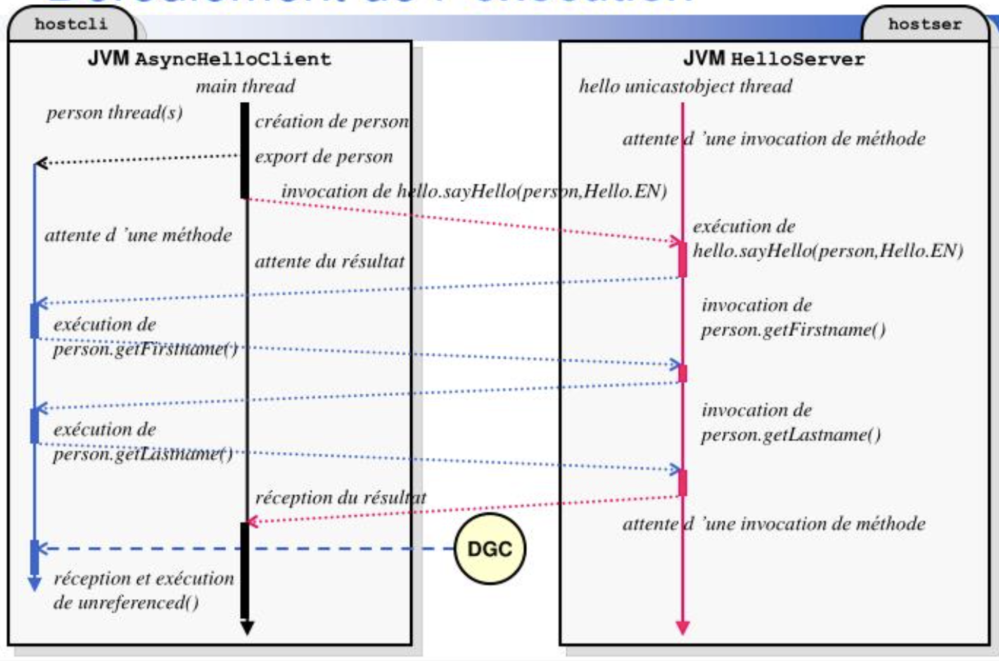 Déroulement de l'exécution
hostcli
hostser
JVM AsyncHelloClient
JVM HelloServer
main thread
hello unicastobject thread
person thread(s)
création de person
attente d 'une invocation de méthode
export de person
invocation de hello.sayHello(person,Hello.EN)
exécution de
hello.sayHello(person,Hello.EN)
attente d 'une méthode
attente du résultat
invocation de
person.getFirstname()
exécution de
person.getFirstname()
invocation de
person.getLastname()
exécution de
person.getLastname()
réception du résultat
attente d 'une invocation de méthode
DGC
réception et exécution
de unreferenced()